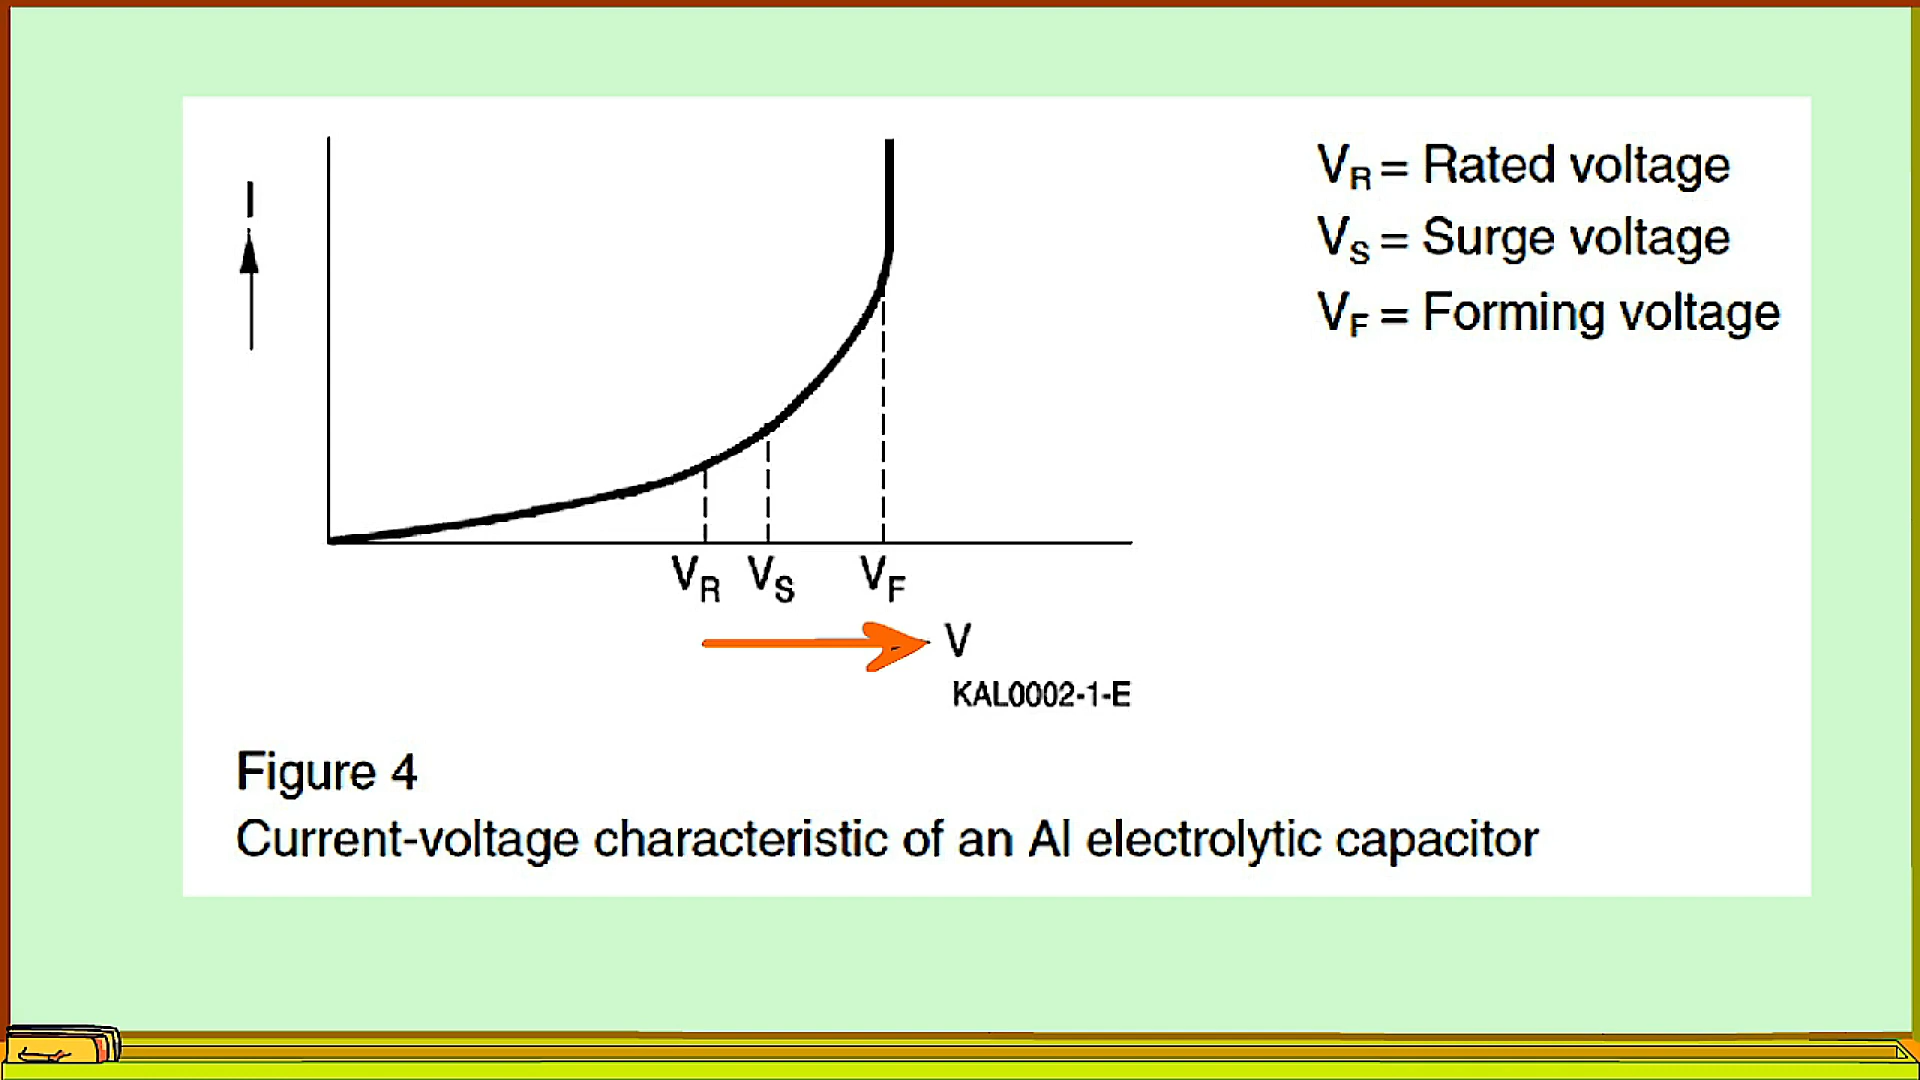 I
V_R = Rated voltage
V_S = Surge voltage
V_F = Forming voltage
V_R V_S V_F
V
KAL0002-1-E
Figure 4
Current-voltage characteristic of an Al electrolytic capacitor